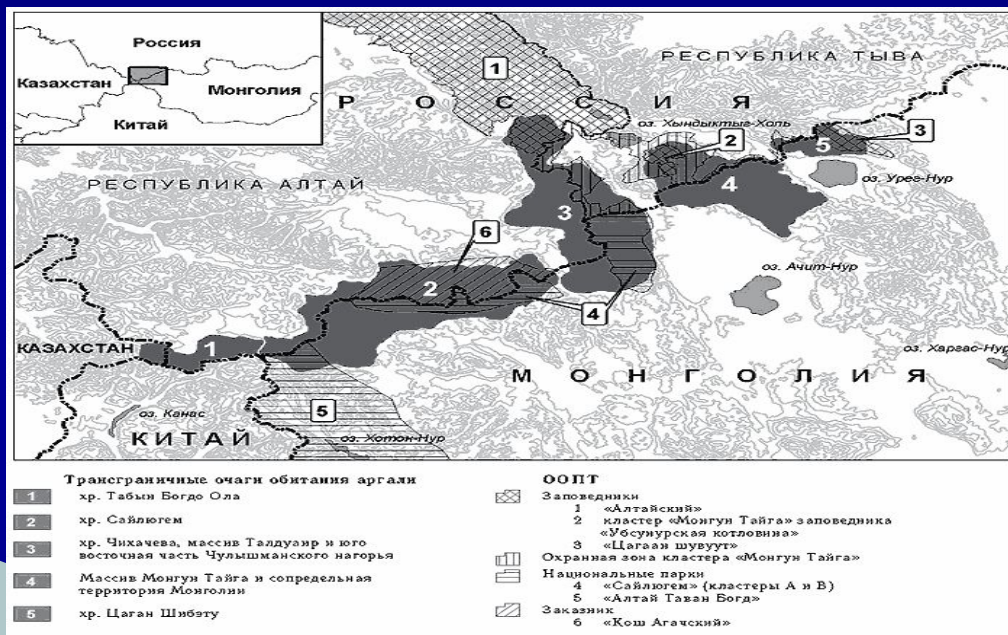 Россия
Казахстан
Монголия
Китай
1
РЕСПУБЛИКА ТЫВА
РОССИЯ
оз. Хындыктыг-Холь
2
5
3
оз. Урег-Нур
РЕСПУБЛИКА АЛТАЙ
4
3
6
2
оз. Ачит-Нур
4
КАЗАХСТАН
1
оз. Харгас-Нур
МОНГОЛИЯ
5
оз. Канас
КИТАЙ
оз. Хотон-Нур
Трансграничные очаги обитания аргали
1 хр. Табын Богдо Ола
2 хр. Сайлюгем
3 хр. Чихачева, массив Талдуаир и юго
восточная часть Чулышманского нагорья
4 Массив Монгун Тайга и сопредельная
территория Монголии
5 хр. Цаган Шибэту
ООПТ
Заповедники
1 «Алтайский»
2 кластер «Монгун Тайга» заповедника
«Убсунурская котловина»
3 «Цагаан шувуут»
Охранная зона кластера «Монгун Тайга»
Национальные парки
4 «Сайлюгем» (кластеры А и В)
5 «Алтай Таван Богд»
Заказник
6 «Кош Агачский»